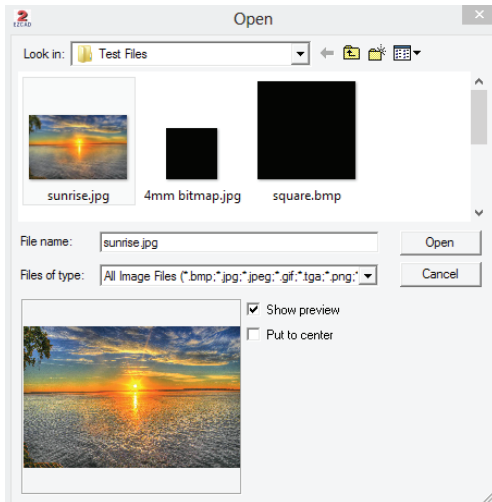 2
EZCAD
Open
Look in: Test Files
sunrise.jpg 4mm bitmap.jpg square.bmp
File name: sunrise.jpg Open
Files of type: All Image Files (*.bmp;*.jpg;*.jpeg;*.gif;*.tga;*.png;* Cancel
Show preview
Put to center